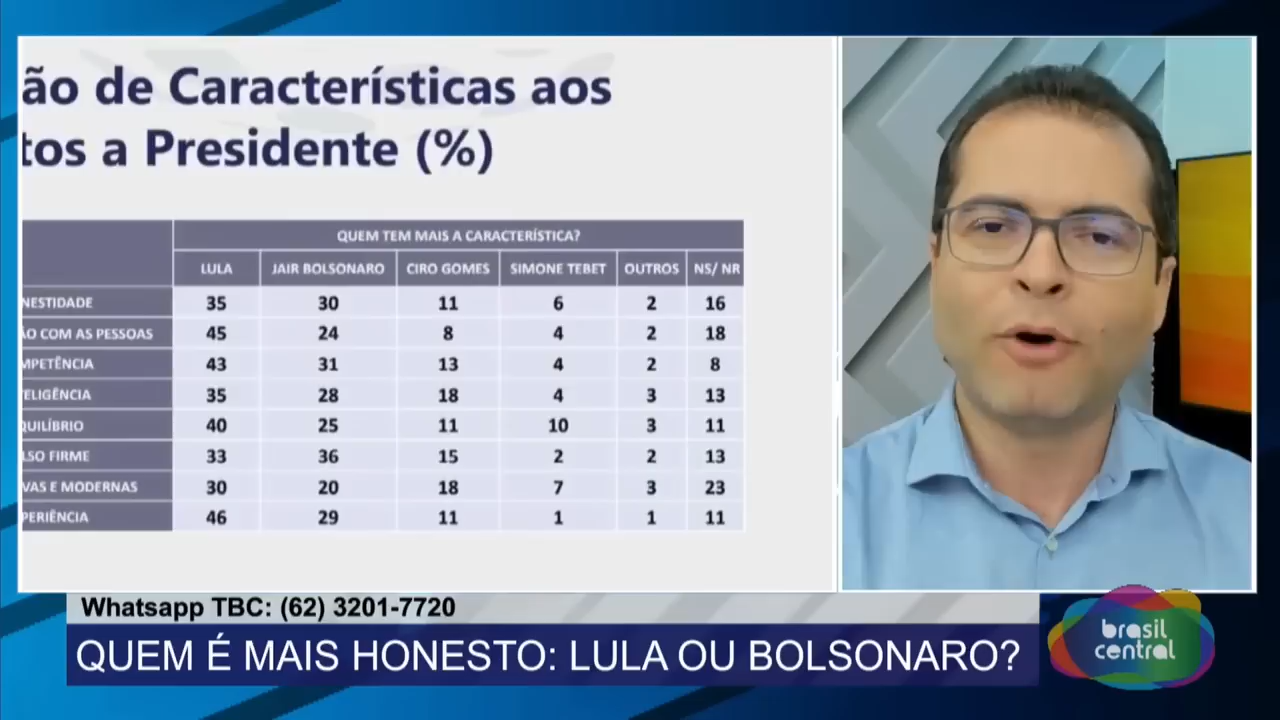 ão de Características aos
tos a Presidente (%)
QUEM TEM MAIS A CARACTERÍSTICA?
LULA JAIR BOLSONARO CIRO GOMES SIMONE TEBET OUTROS NS/ NR
NESTIDADE 35 30 11 6 2 16
ÃO COM AS PESSOAS 45 24 8 4 2 18
MPETÊNCIA 43 31 13 4 2 8
ELIGÊNCIA 35 28 18 4 3 13
QUILÍBRIO 40 25 11 10 3 11
LSO FIRME 33 36 15 2 2 13
VAS E MODERNAS 30 20 18 7 3 23
PERIÊNCIA 46 29 11 1 1 11
Whatsapp TBC: (62) 3201-7720
QUEM É MAIS HONESTO: LULA OU BOLSONARO?
brasil
central